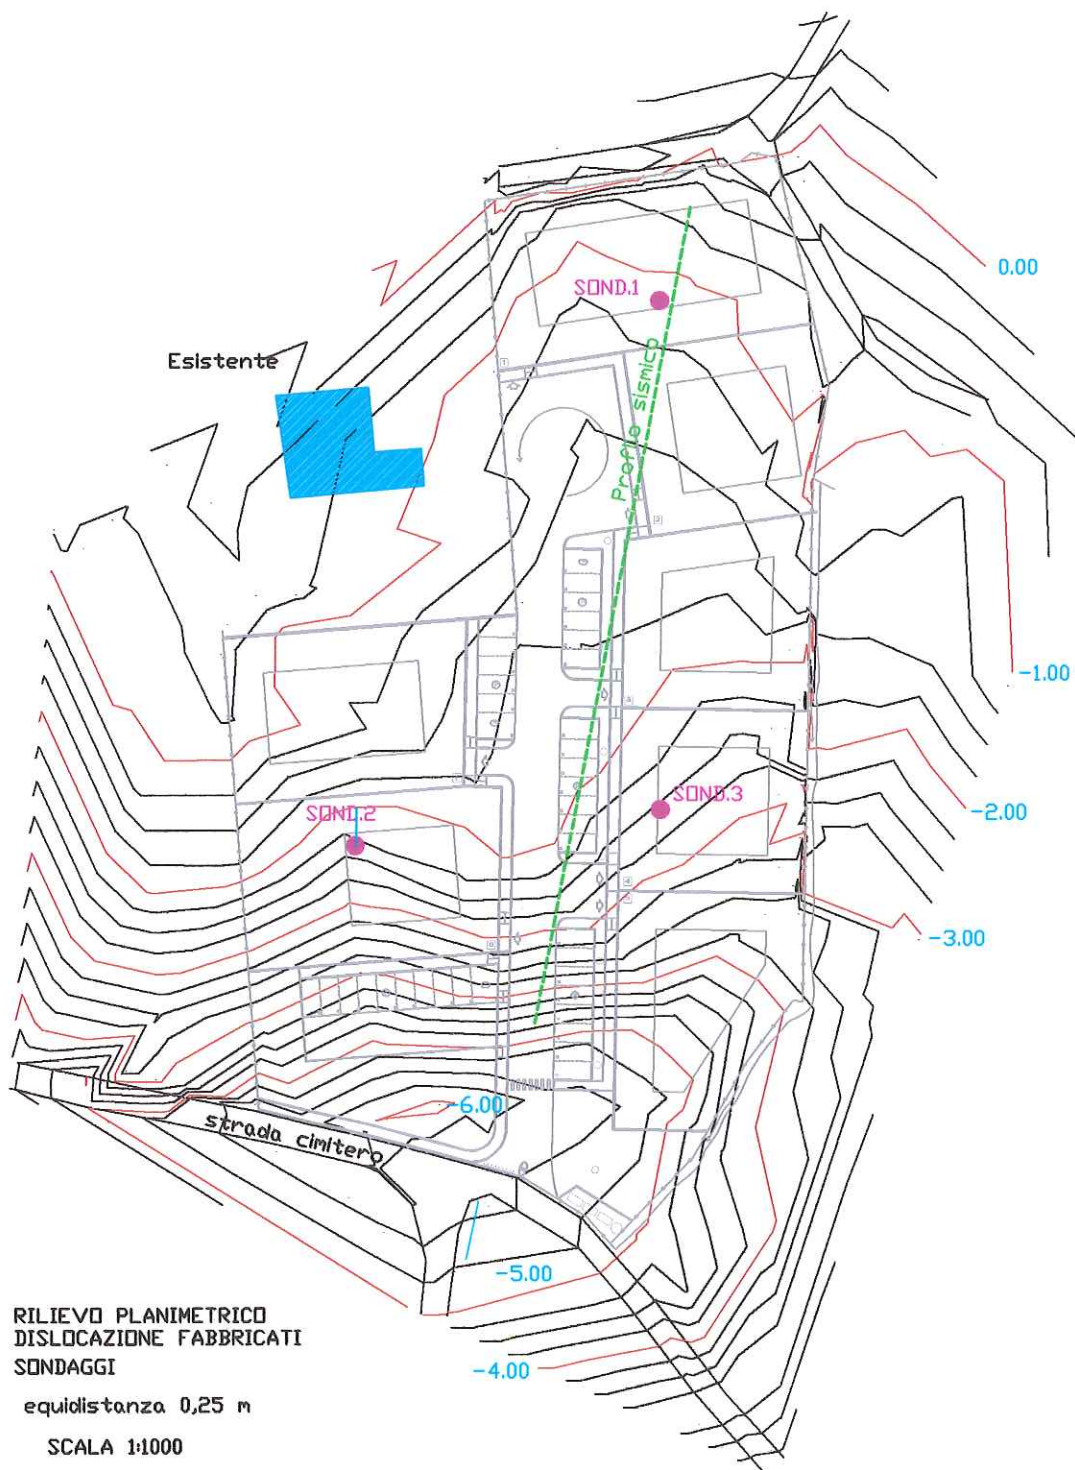 0.00
SOND.1
Profilo sismico
Esistente
-1.00
SOND.3
SOND.2
-2.00
-3.00
-6.00
strada cimitero
-5.00
-4.00
RILIEVO PLANIMETRICO
DISLOCAZIONE FABBRICATI
SONDAGGI
equidistanza 0,25 m
SCALA 1:1000